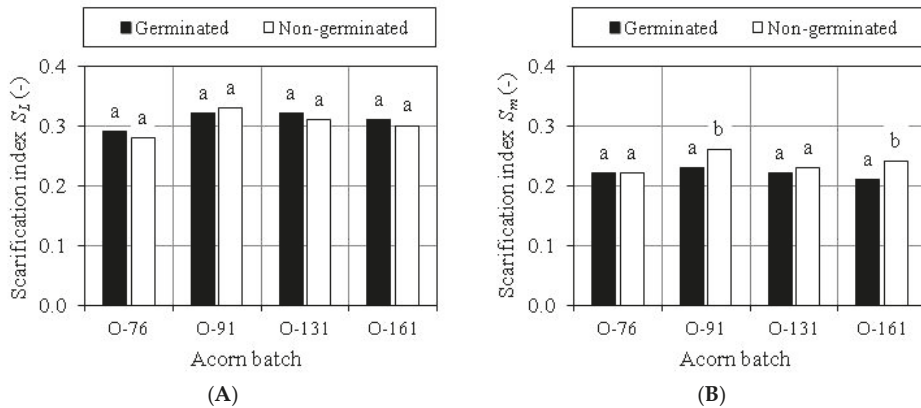 Germinated Non-germinated
0.4
0.3
0.2
0.1
0.0
Scarification index S_L (-)
a a a a a a a a
O-76 O-91 O-131 O-161
Acorn batch
(A)
Germinated Non-germinated
0.4
0.3
0.2
0.1
0.0
Scarification index S_m (-)
a a a b a a a b
O-76 O-91 O-131 O-161
Acorn batch
(B)